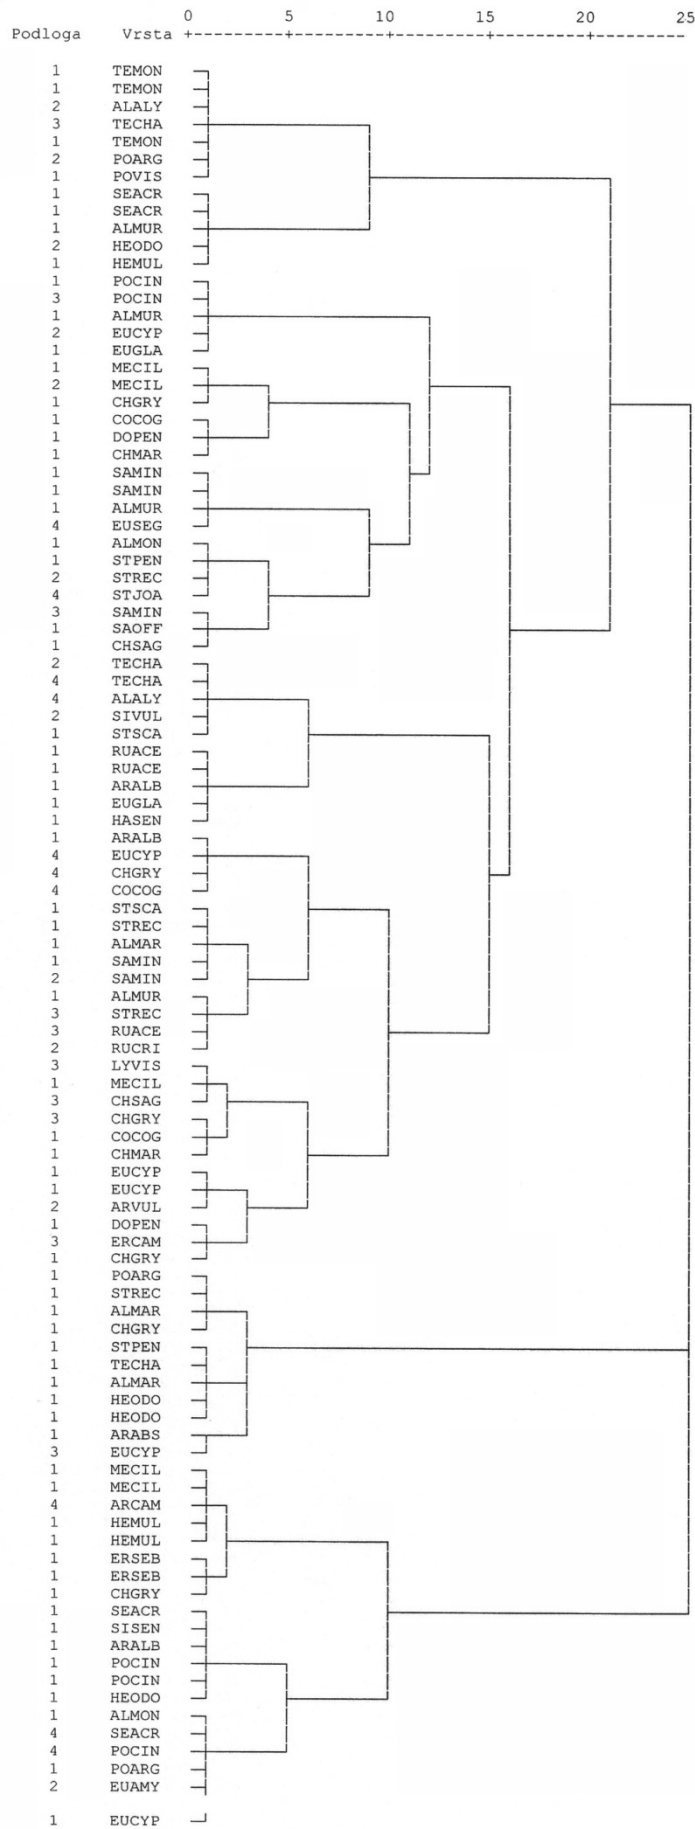 0 5 10 15 20 25
Podloga Vrsta
1 TEMON
1 TEMON
2 ALALY
3 TECHA
1 TEMON
2 POARG
1 POVIS
1 SEACR
1 SEACR
1 ALMUR
2 HEODO
1 HEMUL
1 POCIN
3 POCIN
1 ALMUR
2 EUCYP
1 EUGLA
1 MECIL
2 MECIL
1 CHGRY
1 COCOG
1 DOPEN
1 CHMAR
1 SAMIN
1 SAMIN
1 ALMUR
4 EUSEG
1 ALMON
1 STPEN
2 STREC
4 STJOA
3 SAMIN
1 SAOFF
1 CHSAG
2 TECHA
4 TECHA
4 ALALY
2 SIVUL
1 STSCA
1 RUACE
1 RUACE
1 ARALB
1 EUGLA
1 HASEN
1 ARALB
4 EUCYP
4 CHGRY
4 COCOG
1 STSCA
1 STREC
1 ALMAR
1 SAMIN
2 SAMIN
1 ALMUR
3 STREC
3 RUACE
2 RUCRI
3 LYVIS
1 MECIL
3 CHSAG
3 CHGRY
1 COCOG
1 CHMAR
1 EUCYP
1 EUCYP
2 ARVUL
1 DOPEN
3 ERCAM
1 CHGRY
1 POARG
1 STREC
1 ALMAR
1 CHGRY
1 STPEN
1 TECHA
1 ALMAR
1 HEODO
1 HEODO
1 ARABS
3 EUCYP
1 MECIL
1 MECIL
4 ARCAM
1 HEMUL
1 HEMUL
1 ERSEB
1 ERSEB
1 CHGRY
1 SEACR
1 SISEN
1 ARALB
1 POCIN
1 POCIN
1 HEODO
1 ALMON
4 SEACR
4 POCIN
1 POARG
2 EUAMY
1 EUCYP